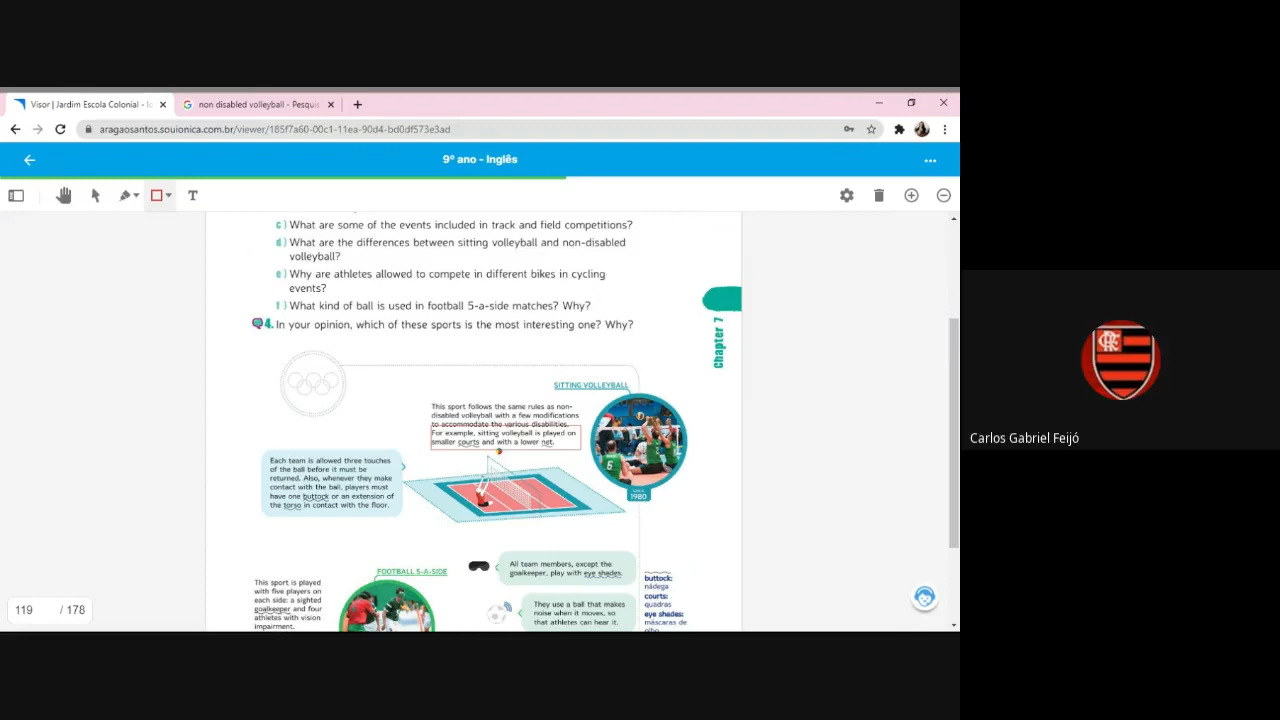 Visor | Jardim Escola Colonial - Ic
non disabled volleyball - Pesquis
aragaosantos.souionica.com.br/viewer/185f7a60-00c1-11ea-90d4-bd0df573e3ad
9º ano - Inglês
T
c) What are some of the events included in track and field competitions?
d) What are the differences between sitting volleyball and non-disabled
volleyball?
e) Why are athletes allowed to compete in different bikes in cycling
events?
f) What kind of ball is used in football 5-a-side matches? Why?
4. In your opinion, which of these sports is the most interesting one? Why?
Chapter 7
SITTING VOLLEYBALL
This sport follows the same rules as non-
disabled volleyball with a few modifications
to accommodate the various disabilities.
For example, sitting volleyball is played on
smaller courts and with a lower net.
5
SINCE
1980
Each team is allowed three touches
of the ball before it must be
returned. Also, whenever they make
contact with the ball, players must
have one buttock or an extension of
the torso in contact with the floor.
FOOTBALL 5-A-SIDE
This sport is played
with five players on
each side: a sighted
goalkeeper and four
athletes with vision
impairment.
All team members, except the
goalkeeper, play with eye shades.
They use a ball that makes
noise when it moves, so
that athletes can hear it.
buttock:
nádega
courts:
quadras
eye shades:
máscaras de
119 / 178
CRF
Carlos Gabriel Feijó